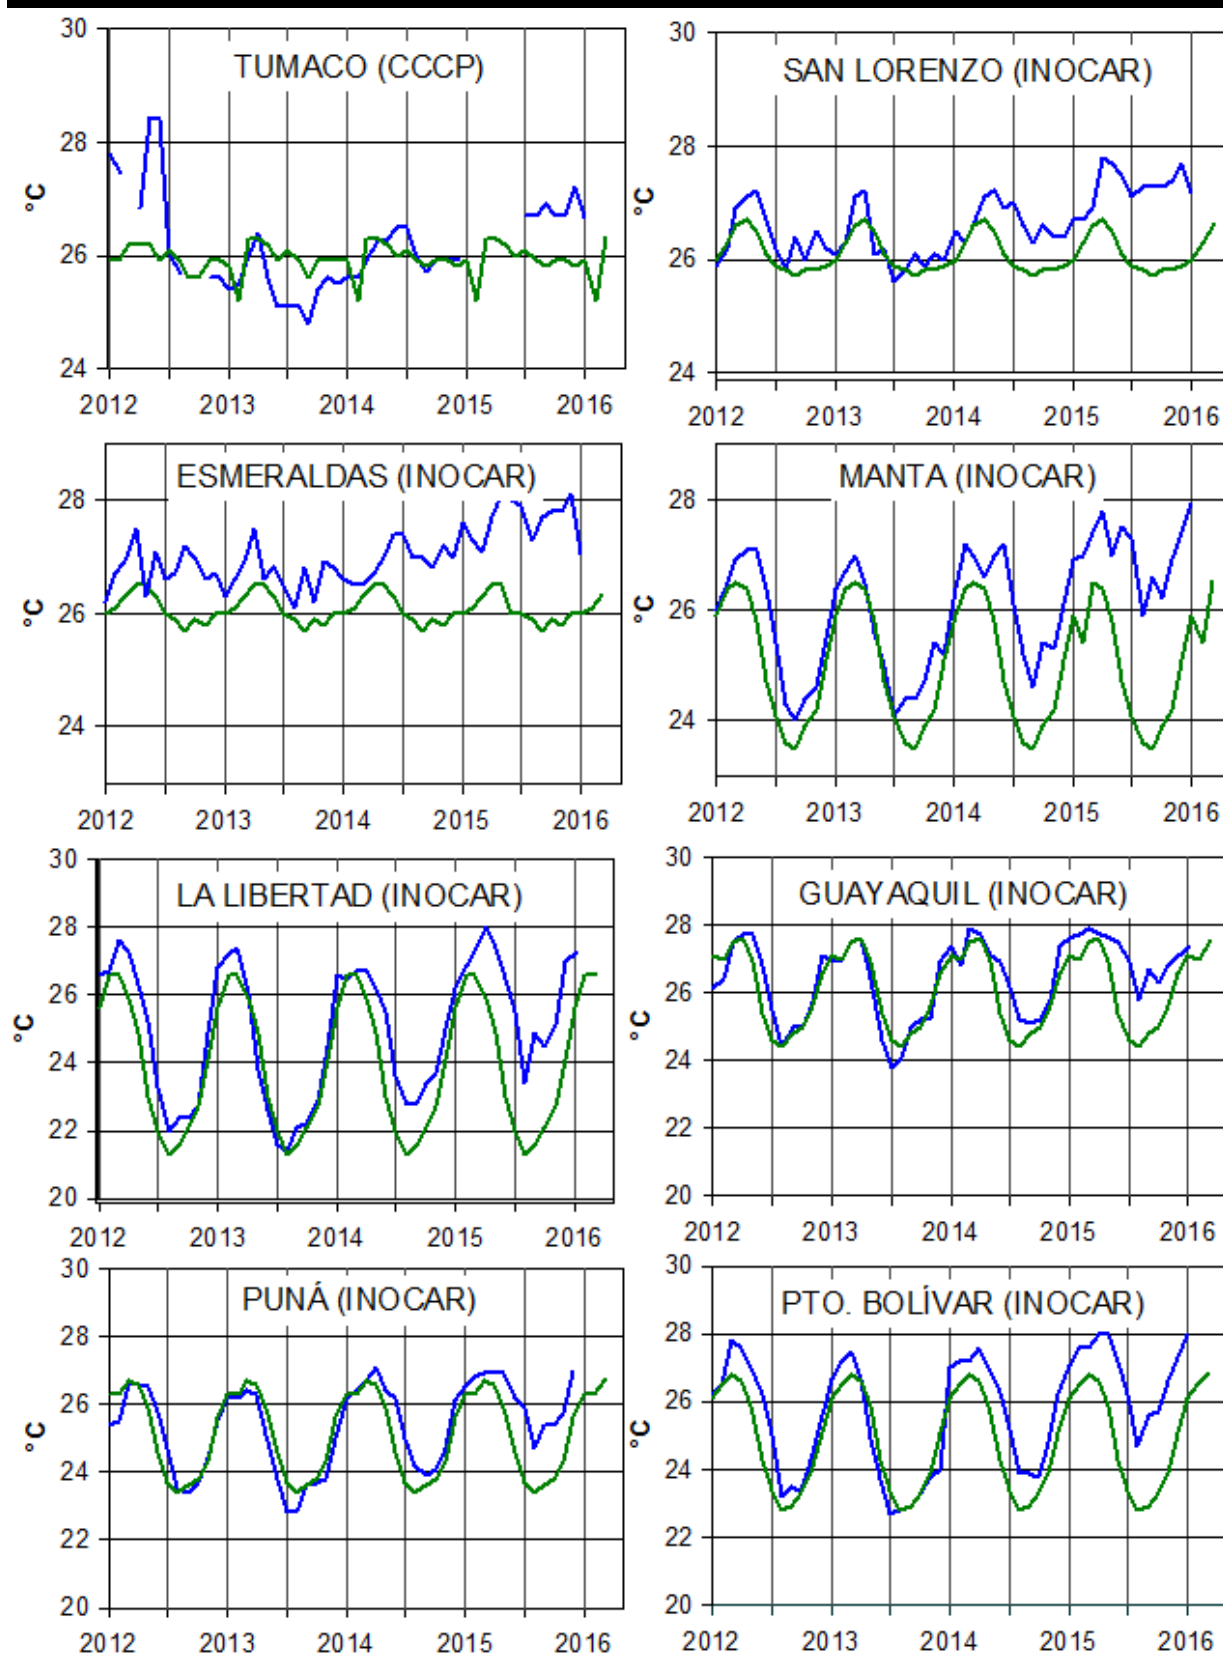 30
TUMACO (CCCP)
28
°C
26
24
2012 2013 2014 2015 2016
30
SAN LORENZO (INOCAR)
28
°C
26
24
2012 2013 2014 2015 2016
ESMERALDAS (INOCAR)
28
°C
26
24
2012 2013 2014 2015 2016
MANTA (INOCAR)
28
°C
26
24
2012 2013 2014 2015 2016
30
LA LIBERTAD (INOCAR)
28
26
°C
24
22
20
2012 2013 2014 2015 2016
30
GUAYAQUIL (INOCAR)
28
26
°C
24
22
20
2012 2013 2014 2015 2016
30
PUNÁ (INOCAR)
28
26
°C
24
22
20
2012 2013 2014 2015 2016
30
PTO. BOLÍVAR (INOCAR)
28
26
°C
24
22
20
2012 2013 2014 2015 2016